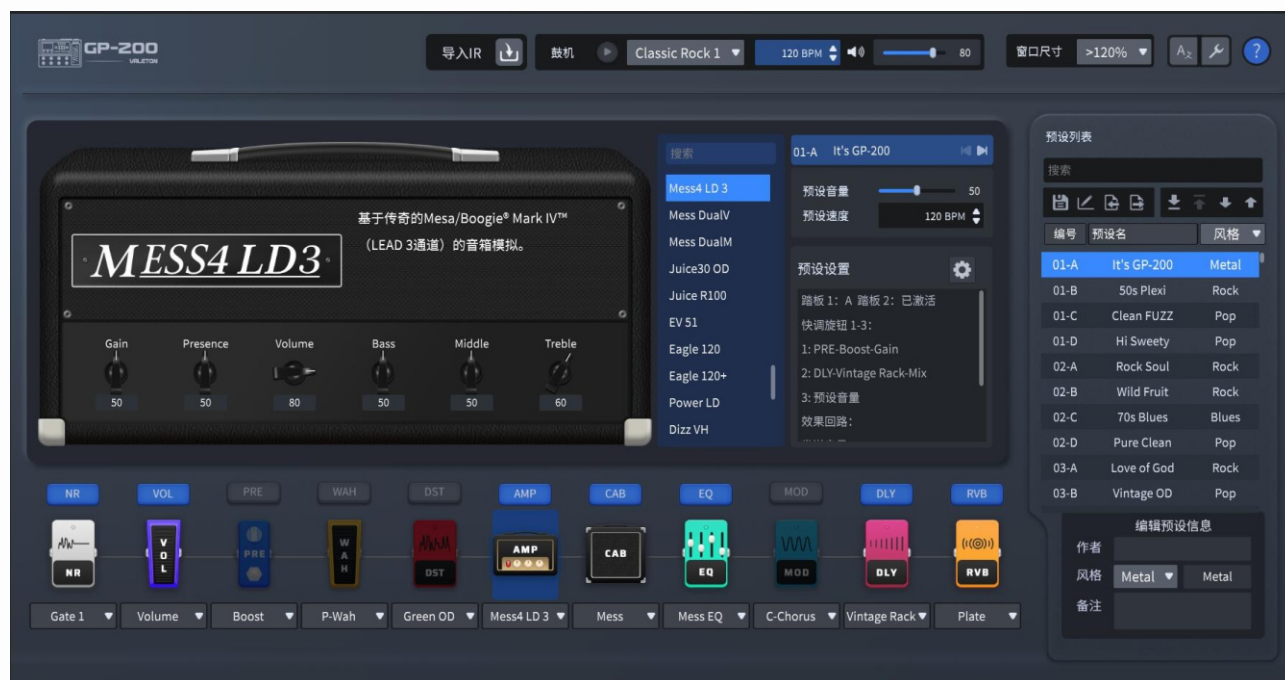 GP-200
VALETON
导入IR
鼓机
Classic Rock 1
120 BPM
80
窗口尺寸
>120%
AZ
?
基于传奇的Mesa/Boogie® Mark IV™
(LEAD 3通道) 的音箱模拟。
MESS4 LD3
Gain Presence Volume Bass Middle Treble
50 50 80 50 50 60
搜索
Mess4 LD 3
Mess DualV
Mess DualM
Juice30 OD
Juice R100
EV 51
Eagle 120
Eagle 120+
Power LD
Dizz VH
01-A It's GP-200
预设音量 50
预设速度 120 BPM
预设设置
踏板 1: A 踏板 2: 已激活
快调旋钮 1-3:
1: PRE-Boost-Gain
2: DLY-Vintage Rack-Mix
3: 预设音量
效果回路:
预设列表
搜索
编号 预设名 风格
01-A It's GP-200 Metal
01-B 50s Plexi Rock
01-C Clean FUZZ Pop
01-D Hi Sweety Pop
02-A Rock Soul Rock
02-B Wild Fruit Rock
02-C 70s Blues Blues
02-D Pure Clean Pop
03-A Love of God Rock
03-B Vintage OD Pop
编辑预设信息
作者
风格 Metal Metal
备注
NR VOL PRE WAH DST AMP CAB EQ MOD DLY RVB
NR VOL PRE WAH DST AMP CAB EQ MOD DLY RVB
Gate 1 Volume Boost P-Wah Green OD Mess4 LD 3 Mess Mess EQ C-Chorus Vintage Rack Plate